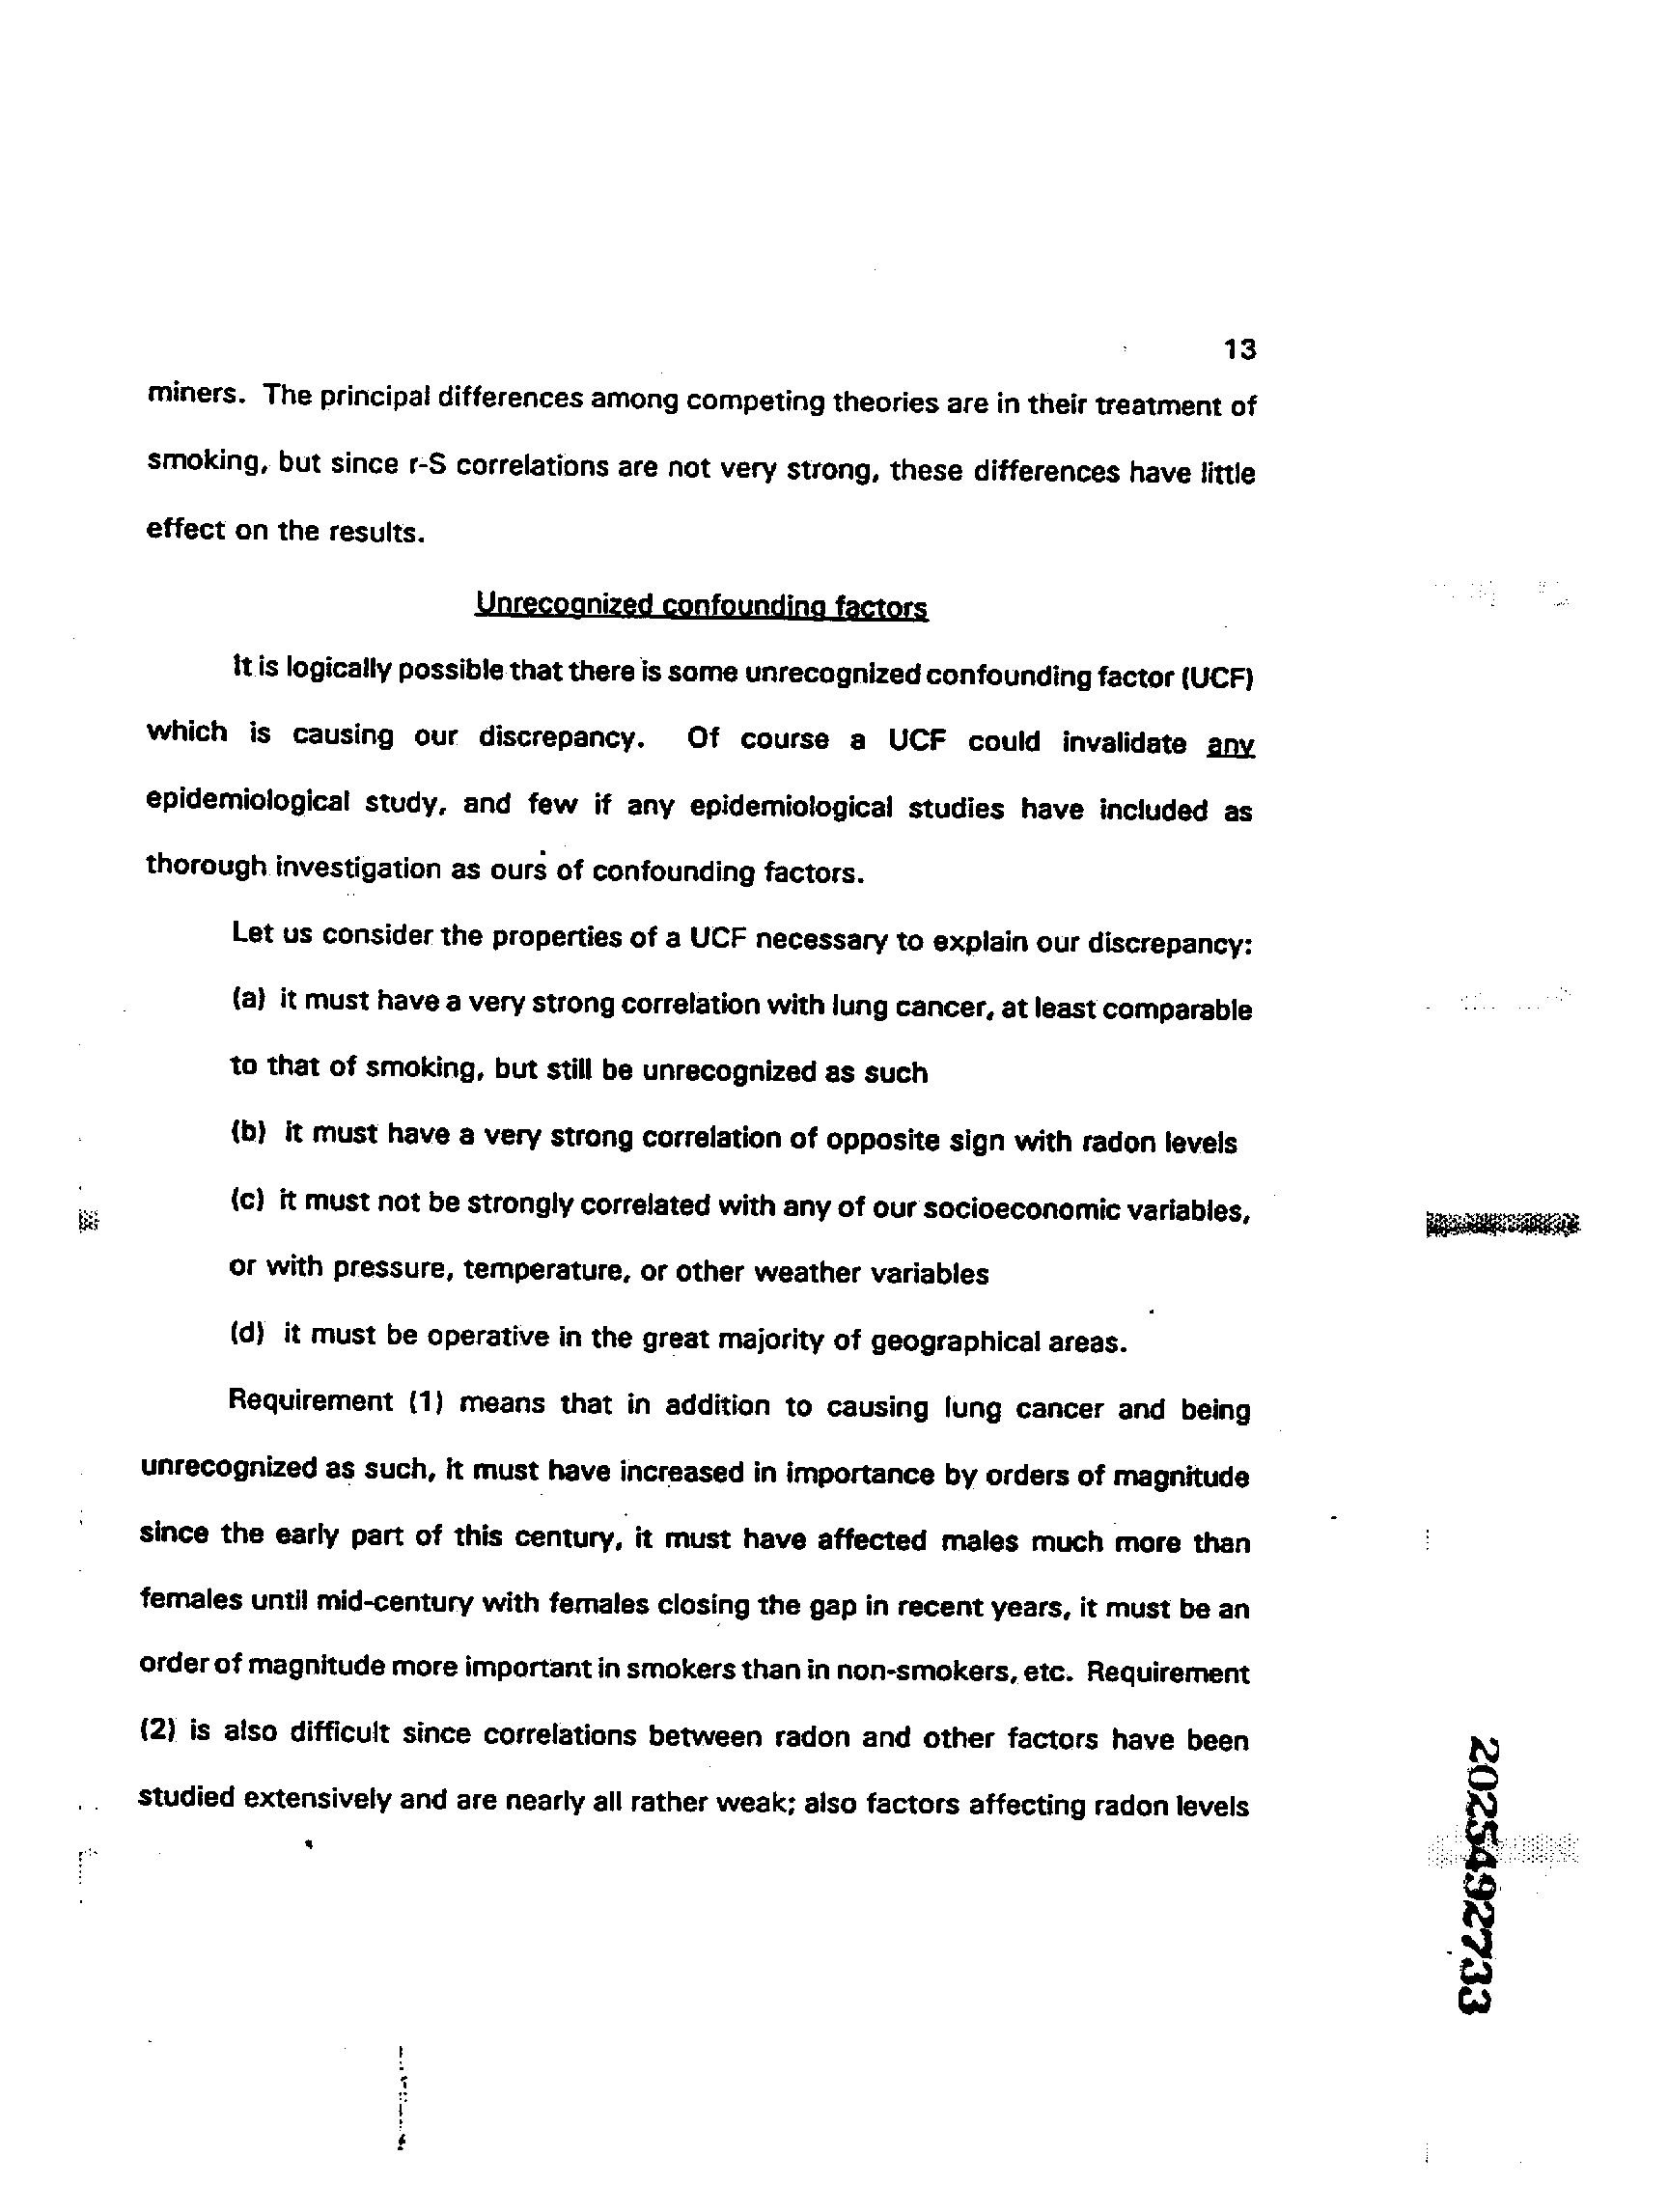 13
miners. The principal differences among competing theories are in their treatment of
smoking, but since r-S correlations are not very strong, these differences have little
effect on the results.
Unrecognized confounding factors
It is logically possible that there is some unrecognized confounding factor (UCF)
which is causing our discrepancy. Of course a UCF could invalidate any
epidemiological study, and few if any epidemiological studies have included as
thorough investigation as ours of confounding factors.
Let us consider the properties of a UCF necessary to explain our discrepancy:
(a) it must have a very strong correlation with lung cancer, at least comparable
to that of smoking, but still be unrecognized as such
(b) it must have a very strong correlation of opposite sign with radon levels
(c) it must not be strongly correlated with any of our socioeconomic variables,
or with pressure, temperature, or other weather variables
(d) it must be operative in the great majority of geographical areas.
Requirement (1) means that in addition to causing lung cancer and being
unrecognized as such, it must have increased in importance by orders of magnitude
since the early part of this century, it must have affected males much more than
females until mid-century with females closing the gap in recent years, it must be an
order of magnitude more important in smokers than in non-smokers, etc. Requirement
(2) is also difficult since correlations between radon and other factors have been
studied extensively and are nearly all rather weak; also factors affecting radon levels
2025492733